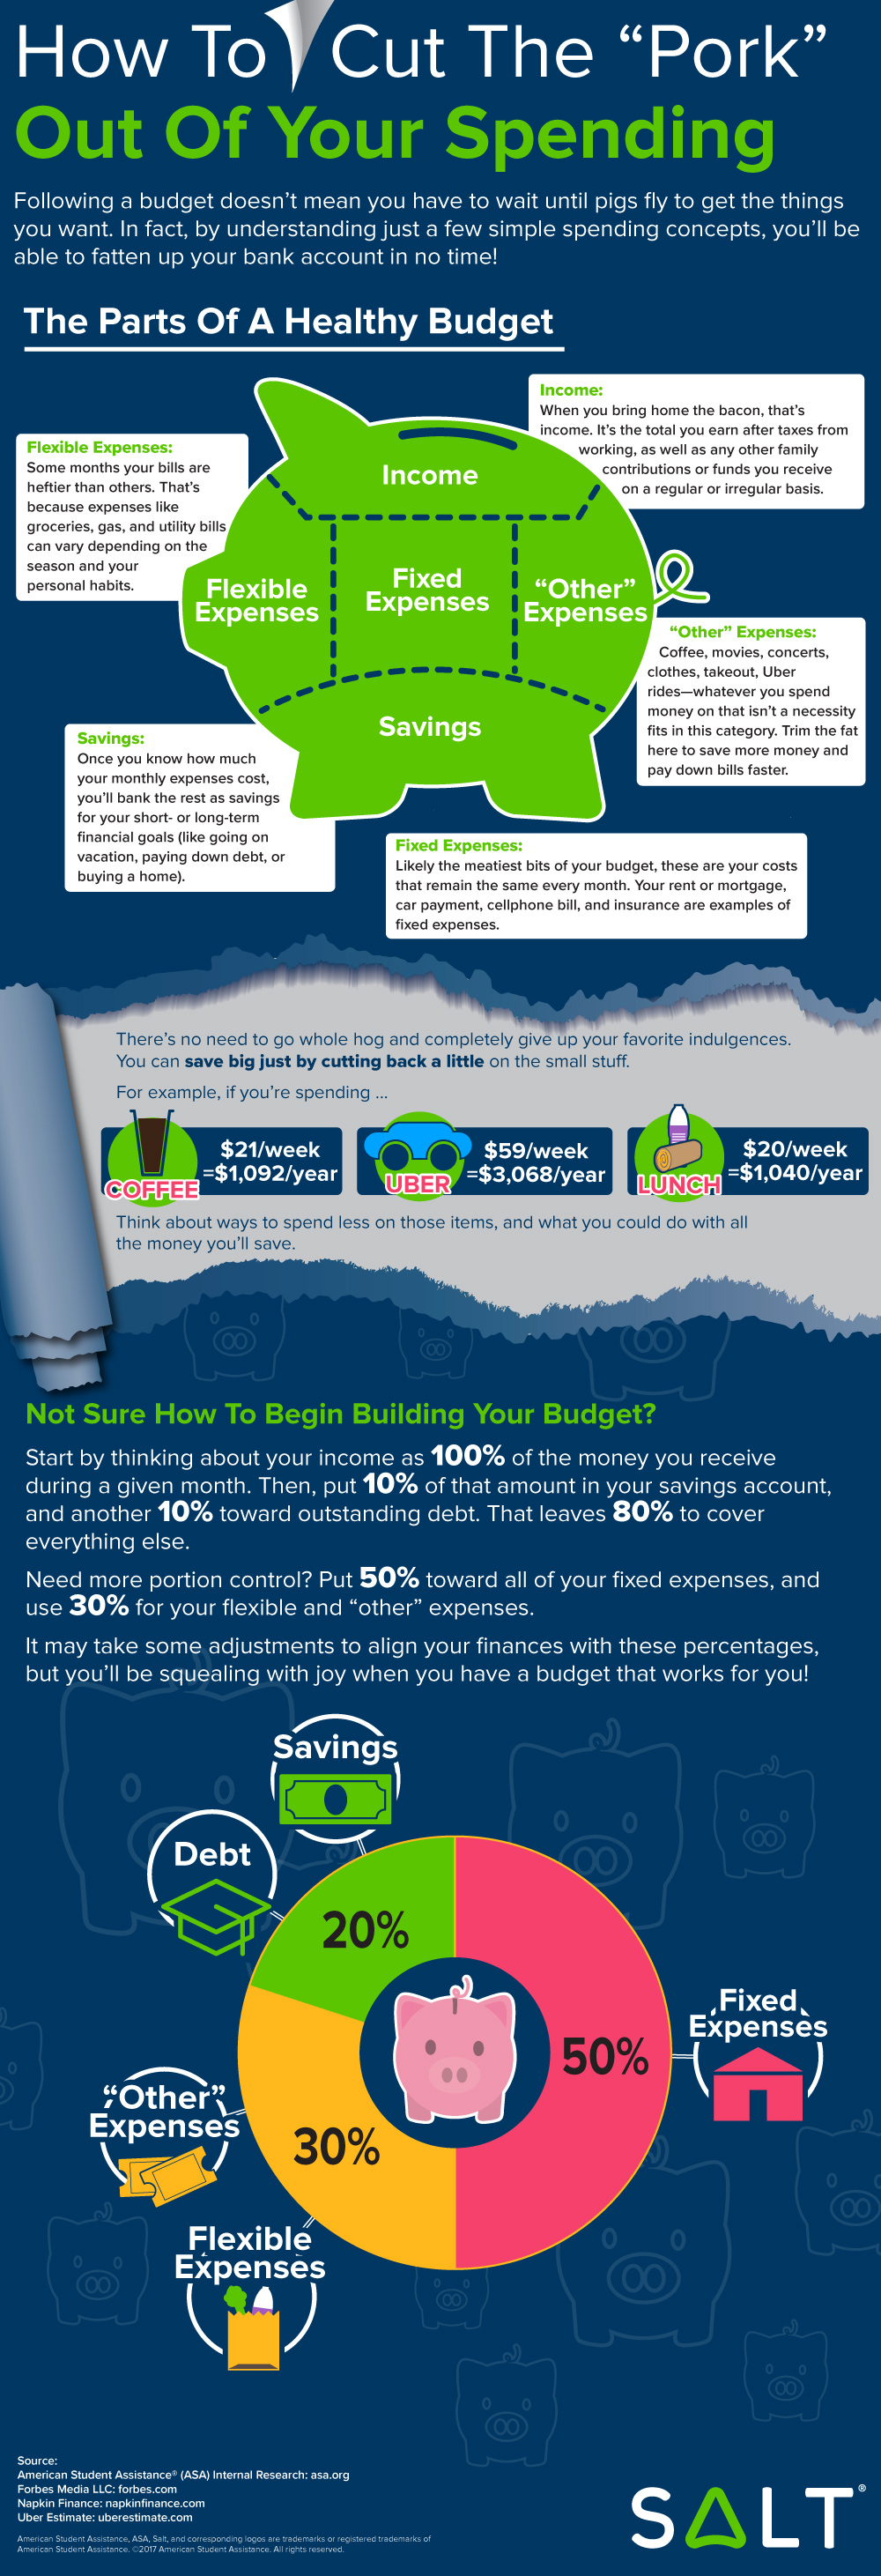 How To Cut The “Pork”
Out Of Your Spending
Following a budget doesn’t mean you have to wait until pigs fly to get the things
you want. In fact, by understanding just a few simple spending concepts, you’ll be
able to fatten up your bank account in no time!
The Parts Of A Healthy Budget
Income:
When you bring home the bacon, that’s
income. It’s the total you earn after taxes from
working, as well as any other family
contributions or funds you receive
on a regular or irregular basis.
Flexible Expenses:
Some months your bills are
heftier than others. That’s
because expenses like
groceries, gas, and utility bills
can vary depending on the
season and your
personal habits.
Income
Flexible
Expenses
Fixed
Expenses
“Other”
Expenses
Savings
“Other” Expenses:
Coffee, movies, concerts,
clothes, takeout, Uber
rides—whatever you spend
money on that isn’t a necessity
fits in this category. Trim the fat
here to save more money and
pay down bills faster.
Savings:
Once you know how much
your monthly expenses cost,
you’ll bank the rest as savings
for your short- or long-term
financial goals (like going on
vacation, paying down debt, or
buying a home).
Fixed Expenses:
Likely the meatiest bits of your budget, these are your costs
that remain the same every month. Your rent or mortgage,
car payment, cellphone bill, and insurance are examples of
fixed expenses.
There’s no need to go whole hog and completely give up your favorite indulgences.
You can save big just by cutting back a little on the small stuff.
For example, if you’re spending ...
COFFEE
$21/week
=$1,092/year
UBER
$59/week
=$3,068/year
LUNCH
$20/week
=$1,040/year
Think about ways to spend less on those items, and what you could do with all
the money you’ll save.
Not Sure How To Begin Building Your Budget?
Start by thinking about your income as 100% of the money you receive
during a given month. Then, put 10% of that amount in your savings account,
and another 10% toward outstanding debt. That leaves 80% to cover
everything else.
Need more portion control? Put 50% toward all of your fixed expenses, and
use 30% for your flexible and “other” expenses.
It may take some adjustments to align your finances with these percentages,
but you’ll be squealing with joy when you have a budget that works for you!
Savings
Debt
20%
50%
30%
Fixed
Expenses
“Other”
Expenses
Flexible
Expenses
Source:
American Student Assistance® (ASA) Internal Research: asa.org
Forbes Media LLC: forbes.com
Napkin Finance: napkinfinance.com
Uber Estimate: uberestimate.com
American Student Assistance, ASA, Salt, and corresponding logos are trademarks or registered trademarks of
American Student Assistance. ©2017 American Student Assistance. All rights reserved.
SALT®